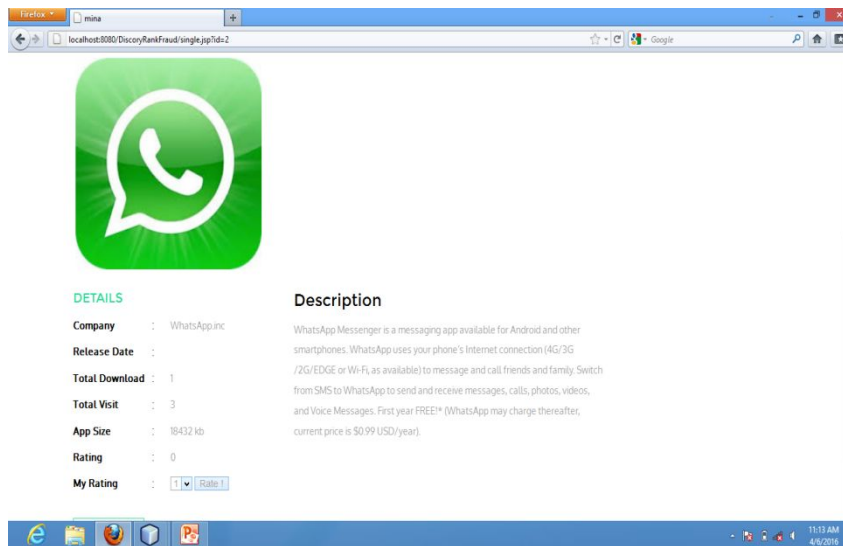 Firefox
mina
localhost:8080/DiscoryRankFraud/single.jsp?id=2
Google
DETAILS
Company : WhatsApp.inc
Release Date :
Total Download : 1
Total Visit : 3
App Size : 18432 kb
Rating : 0
My Rating : 1 Rate !
Description
WhatsApp Messenger is a messaging app available for Android and other
smartphones. WhatsApp uses your phone's Internet connection (4G/3G
/2G/EDGE or Wi-Fi, as available) to message and call friends and family. Switch
from SMS to WhatsApp to send and receive messages, calls, photos, videos,
and Voice Messages. First year FREE!* (WhatsApp may charge thereafter,
current price is $0.99 USD/year).
11:13 AM
4/6/2016